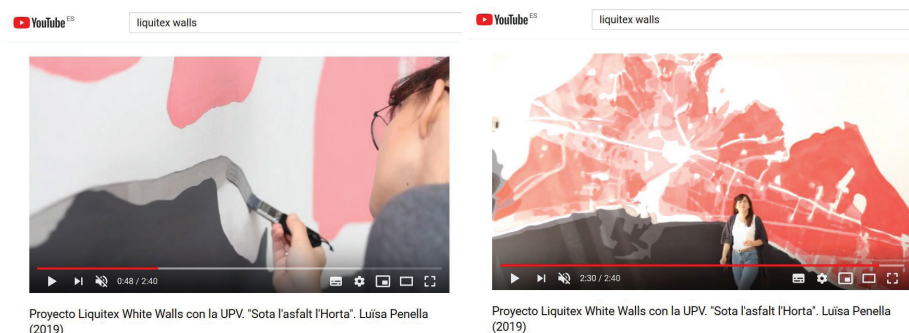 YouTube ES
liquitex walls
0:48 / 2:40
Proyecto Liquitex White Walls con la UPV. "Sota l'asfalt l'Horta". Luïsa Penella
(2019)
YouTube ES
liquitex walls
2:30 / 2:40
Proyecto Liquitex White Walls con la UPV. "Sota l'asfalt l'Horta". Luïsa Penella
(2019)